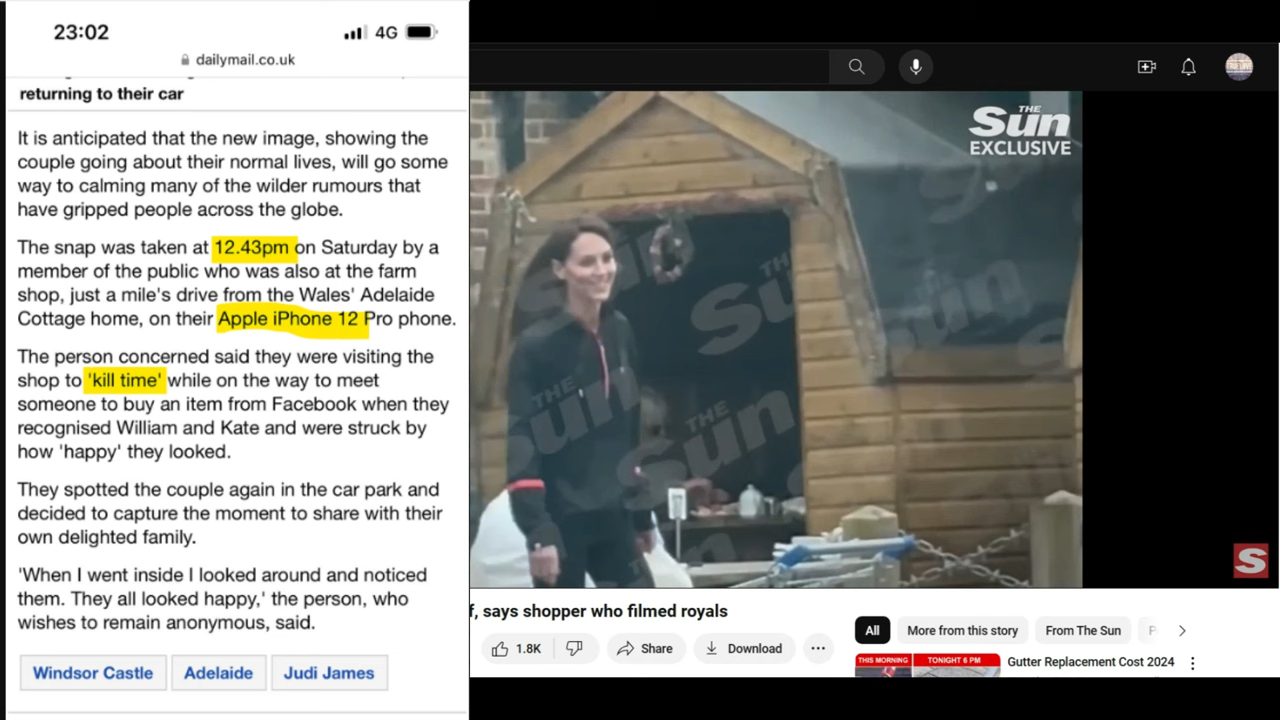 23:02
4G
dailymail.co.uk
returning to their car
It is anticipated that the new image, showing the
couple going about their normal lives, will go some
way to calming many of the wilder rumours that
have gripped people across the globe.
The snap was taken at 12.43pm on Saturday by a
member of the public who was also at the farm
shop, just a mile's drive from the Wales' Adelaide
Cottage home, on their Apple iPhone 12 Pro phone.
The person concerned said they were visiting the
shop to 'kill time' while on the way to meet
someone to buy an item from Facebook when they
recognised William and Kate and were struck by
how 'happy' they looked.
They spotted the couple again in the car park and
decided to capture the moment to share with their
own delighted family.
'When I went inside I looked around and noticed
them. They all looked happy,' the person, who
wishes to remain anonymous, said.
Windsor Castle
Adelaide
Judi James
THE
Sun
EXCLUSIVE
THE
Sun
THE
Sun
THE
Sun
S
f, says shopper who filmed royals
1.8K
Share
Download
All
More from this story
From The Sun
P
THIS MORNING
TONIGHT 6 PM
Gutter Replacement Cost 2024